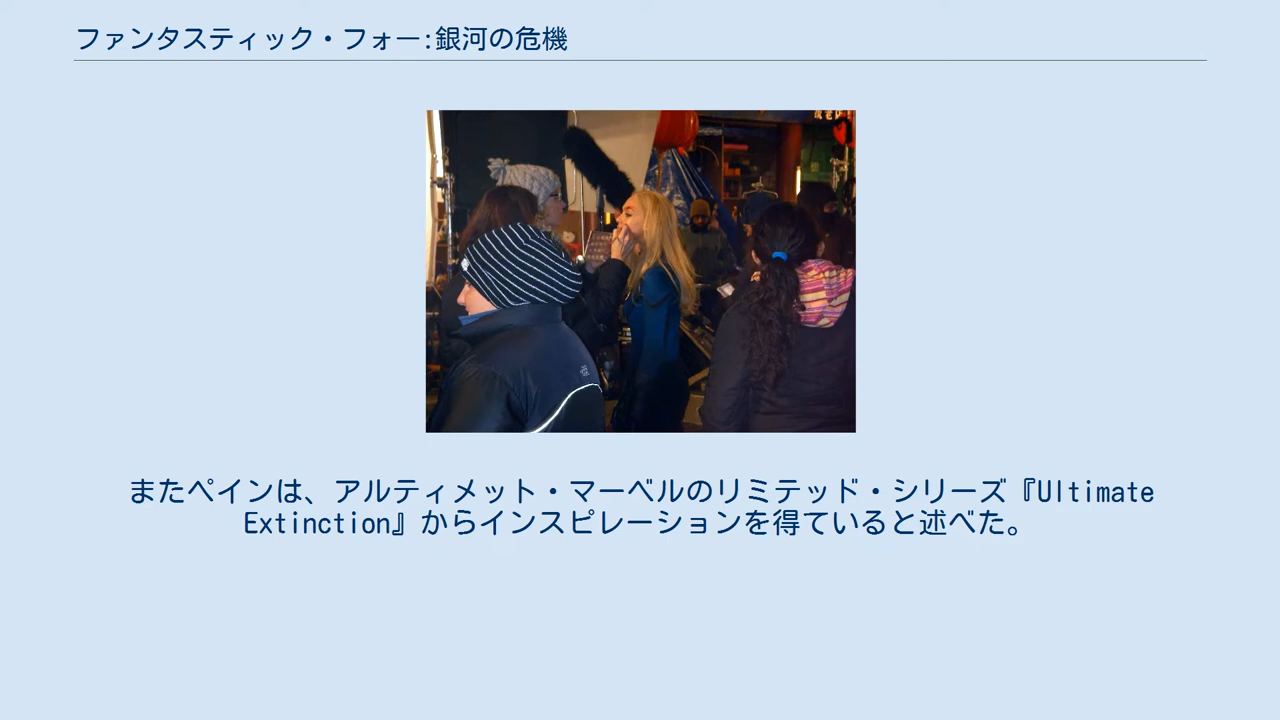 ファンタスティック・フォー:銀河の危機
またペインは、アルティメット・マーベルのリミテッド・シリーズ『Ultimate
Extinction』からインスピレーションを得ていると述べた。